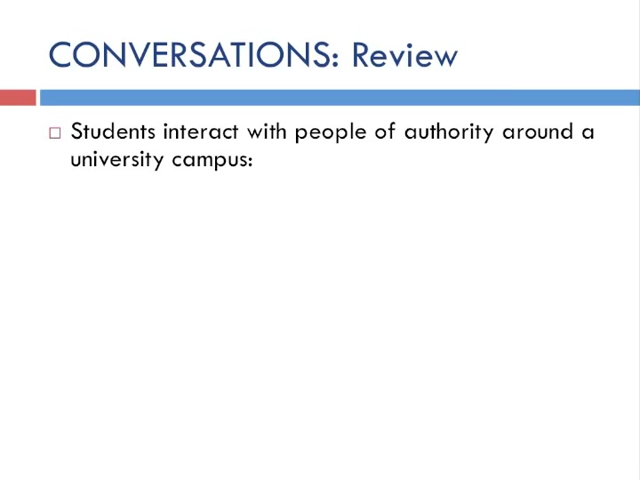 CONVERSATIONS: Review
Students interact with people of authority around a
university campus: